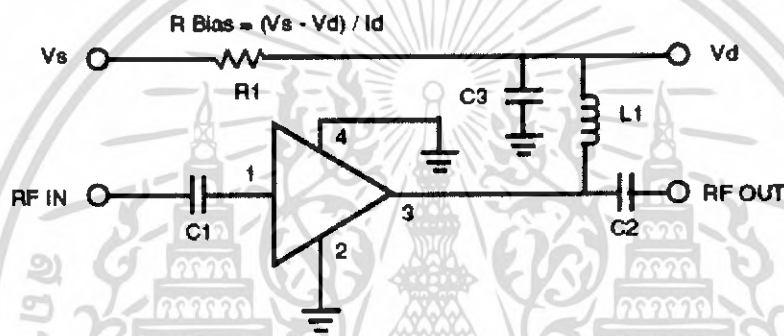 R Bias = (Vs - Vd) / Id
Vs
Vd
R1
C3
L1
4
1
RF IN
C1
3
2
C2
RF OUT